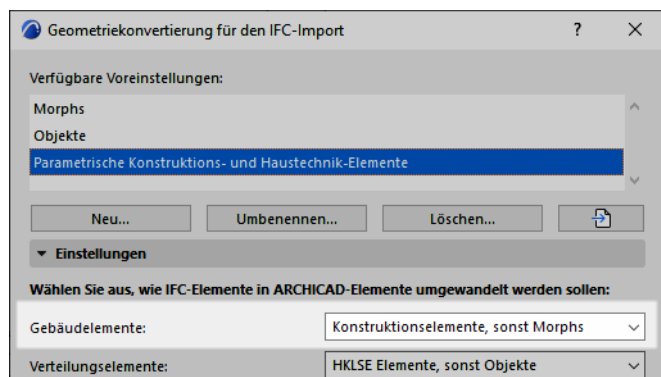 Geometriekonvertierung für den IFC-Import ?
Verfügbare Voreinstellungen:
Morphs
Objekte
Parametrische Konstruktions- und Haustechnik-Elemente
Neu... Umbenennen... Löschen...
Einstellungen
Wählen Sie aus, wie IFC-Elemente in ARCHICAD-Elemente umgewandelt werden sollen:
Gebäudelemente: Konstruktionselemente, sonst Morphs
Verteilungselemente: HKLSE Elemente, sonst Objekte